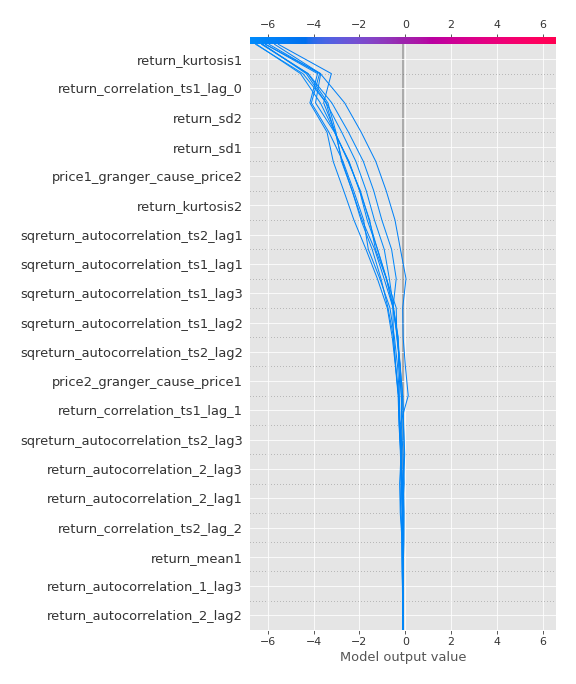 −6 −4 −2 0 2 4 6
return_kurtosis1
return_correlation_ts1_lag_0
return_sd2
return_sd1
price1_granger_cause_price2
return_kurtosis2
sqreturn_autocorrelation_ts2_lag1
sqreturn_autocorrelation_ts1_lag1
sqreturn_autocorrelation_ts1_lag3
sqreturn_autocorrelation_ts1_lag2
sqreturn_autocorrelation_ts2_lag2
price2_granger_cause_price1
return_correlation_ts1_lag_1
sqreturn_autocorrelation_ts2_lag3
return_autocorrelation_2_lag3
return_autocorrelation_2_lag1
return_correlation_ts2_lag_2
return_mean1
return_autocorrelation_1_lag3
return_autocorrelation_2_lag2
−6 −4 −2 0 2 4 6
Model output value